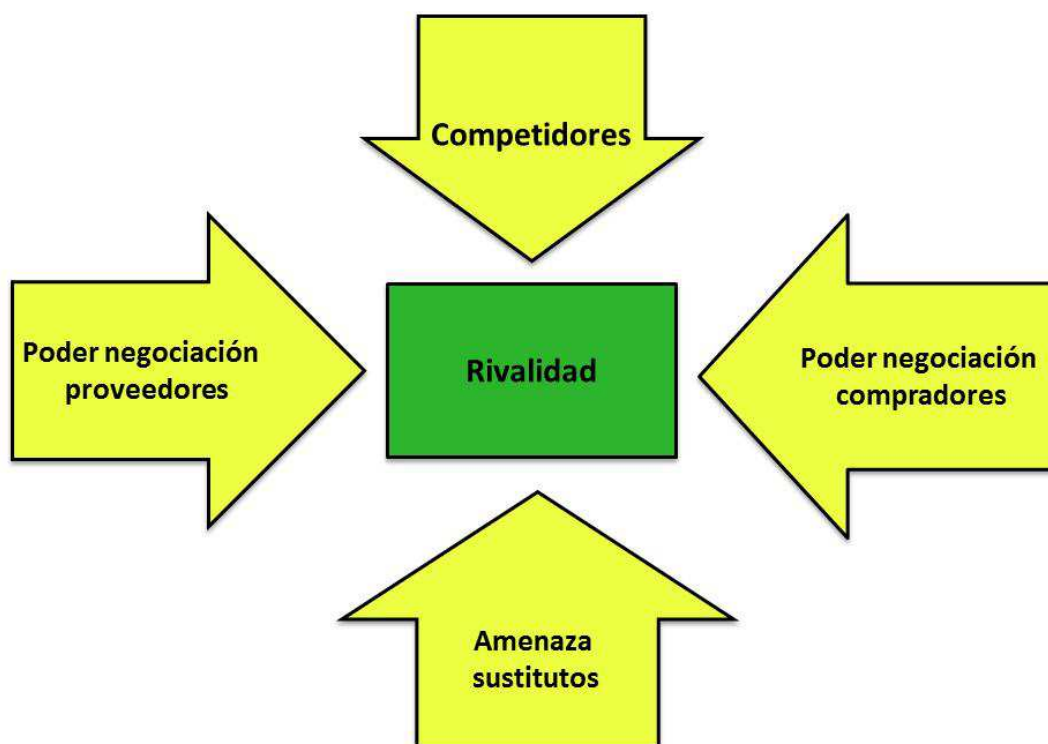 Competidores
Poder negociación
proveedores
Rivalidad
Poder negociación
compradores
Amenaza
sustitutos